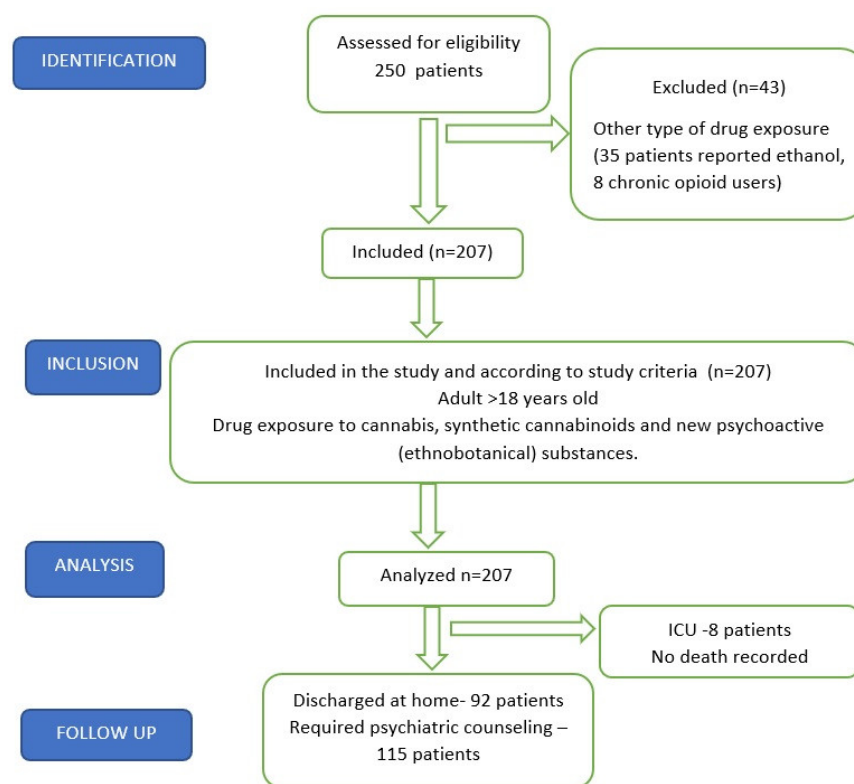 IDENTIFICATION
Assessed for eligibility
250 patients
Excluded (n=43)
Other type of drug exposure
(35 patients reported ethanol,
8 chronic opioid users)
Included (n=207)
INCLUSION
Included in the study and according to study criteria (n=207)
Adult >18 years old
Drug exposure to cannabis, synthetic cannabinoids and new psychoactive
(ethnobotanical) substances.
ANALYSIS
Analyzed n=207
ICU -8 patients
No death recorded
FOLLOW UP
Discharged at home- 92 patients
Required psychiatric counseling –
115 patients